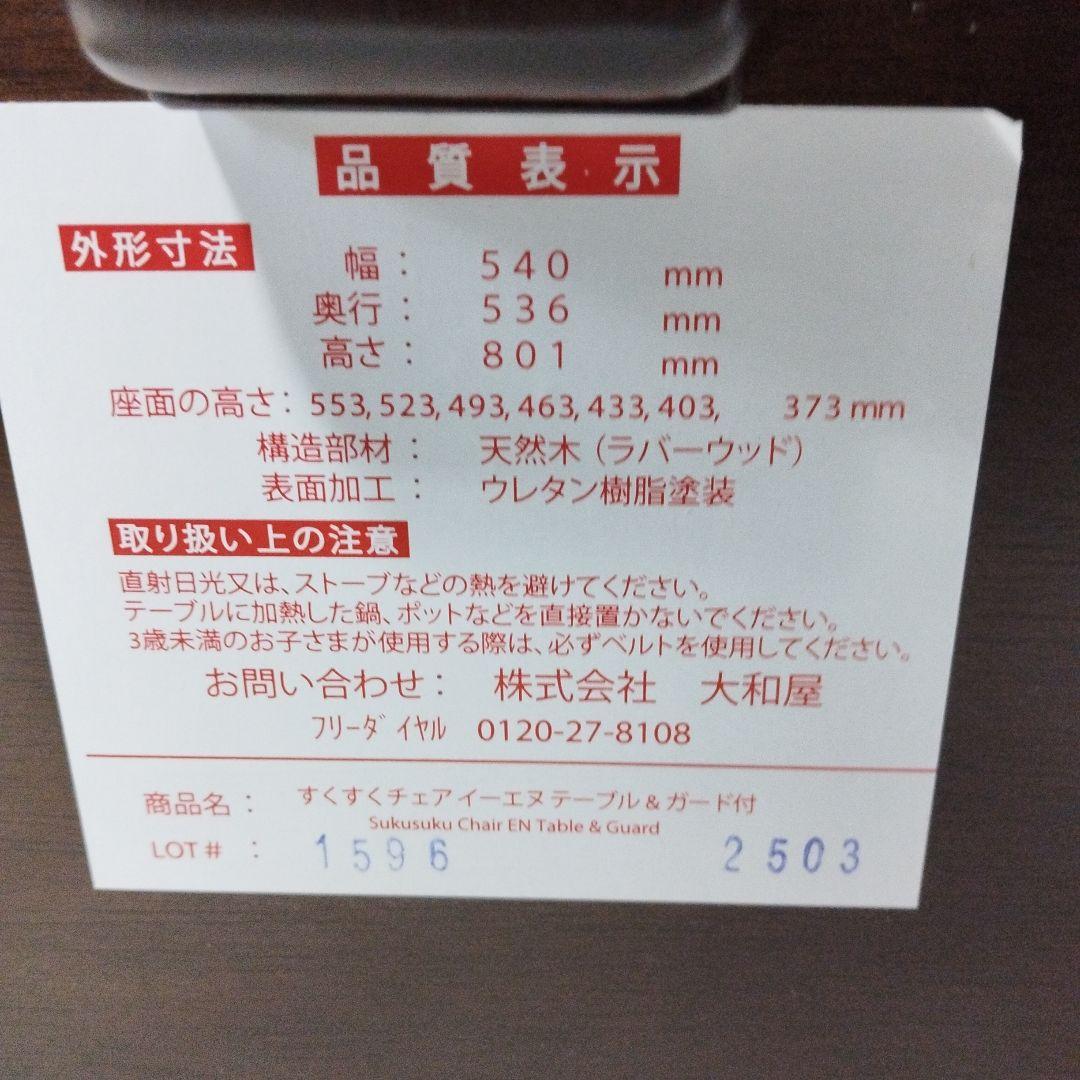 品質表示
外形寸法
幅： 540 mm
奥行： 536 mm
高さ： 801 mm
座面の高さ： 553, 523, 493, 463, 433, 403, 373 mm
構造部材： 天然木（ラバーウッド）
表面加工： ウレタン樹脂塗装
取り扱い上の注意
直射日光又は、ストーブなどの熱を避けてください。
テーブルに加熱した鍋、ポットなどを直接置かないでください。
3歳未満のお子さまが使用する際は、必ずベルトを使用してください。
お問い合わせ： 株式会社 大和屋
ﾌﾘｰﾀﾞｲﾔﾙ 0120-27-8108
商品名： すくすくチェア イーエヌ テーブル & ガード付
Sukusuku Chair EN Table & Guard
LOT #： 1596 2503